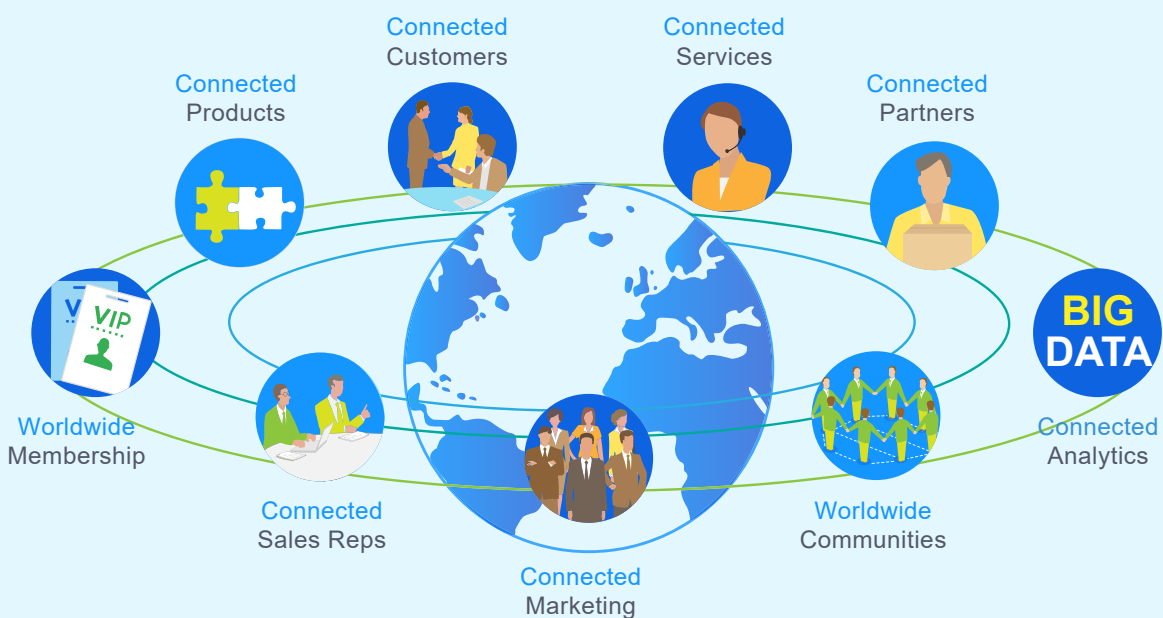 Connected
Customers
Connected
Services
Connected
Products
Connected
Partners
V
VIP
BIG
DATA
Worldwide
Membership
Connected
Analytics
Connected
Sales Reps
Worldwide
Communities
Connected
Marketing